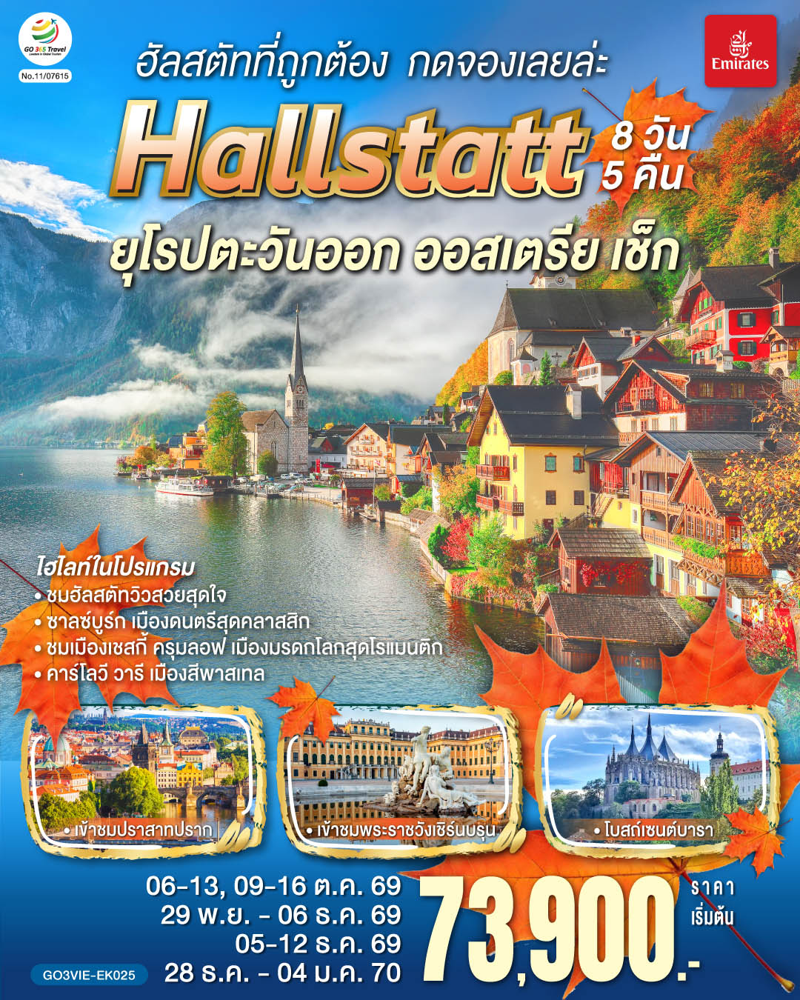 GO 365 Travel
Leaders in Global Tourism
No.11/07615
Emirates
ฮัลสตัทที่ถูกต้อง กดจองเลยล่ะ
Hallstatt
8 วัน
5 คืน
ยุโรปตะวันออก ออสเตรีย เช็ก
ไฮไลท์ในโปรแกรม
• ชมฮัลสตัทวิวสวยสุดใจ
• ซาลซ์บูร์ก เมืองดนตรีสุดคลาสสิก
• ชมเมืองเชสกี้ ครุมลอฟ เมืองมรดกโลกสุดโรแมนติก
• คาร์โลวี วารี เมืองสีพาสเทล
• เข้าชมปราสาทปราก
• เข้าชมพระราชวังเชิร์นบรุน
• โบสถ์เซนต์บารา
06-13, 09-16 ต.ค. 69
29 พ.ย. - 06 ธ.ค. 69
05-12 ธ.ค. 69
28 ธ.ค. - 04 ม.ค. 70
GO3VIE-EK025
73,900.-
ราคา
เริ่มต้น